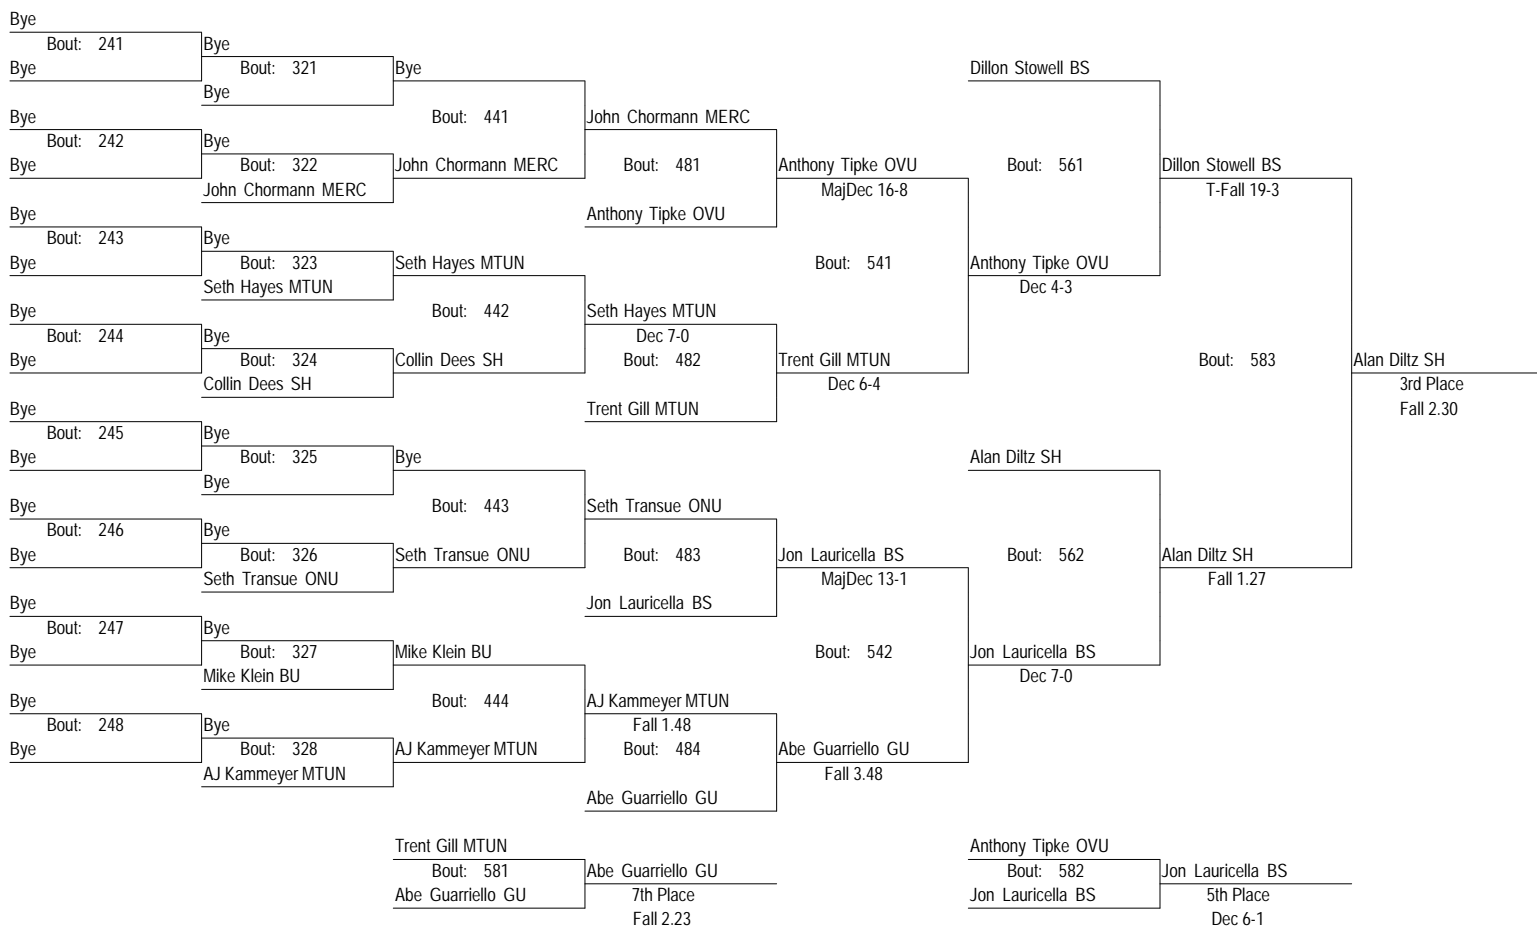 Bye
Bout: 241
Bye
Bye
Bout: 321
Bye
Bye
Dillon Stowell BS
Bye
Bout: 242
Bye
Bye
Bout: 322
John Chormann MERC
Bout: 441
John Chormann MERC
John Chormann MERC
Bout: 481
Anthony Tipke OVU
Anthony Tipke OVU
MajDec 16-8
Bout: 561
Dillon Stowell BS
T-Fall 19-3
Bye
Bout: 243
Bye
Bye
Bout: 323
Seth Hayes MTUN
Seth Hayes MTUN
Bout: 541
Anthony Tipke OVU
Dec 4-3
Bye
Bout: 244
Bye
Bye
Bout: 324
Collin Dees SH
Bout: 442
Collin Dees SH
Seth Hayes MTUN
Dec 7-0
Bout: 482
Trent Gill MTUN
Trent Gill MTUN
Dec 6-4
Bout: 583
Alan Diltz SH
3rd Place
Fall 2.30
Bye
Bout: 245
Bye
Bye
Bout: 325
Bye
Bye
Alan Diltz SH
Bye
Bout: 246
Bye
Bye
Bout: 326
Seth Transue ONU
Bout: 443
Seth Transue ONU
Seth Transue ONU
Bout: 483
Jon Lauricella BS
Jon Lauricella BS
MajDec 13-1
Bout: 562
Alan Diltz SH
Fall 1.27
Bye
Bout: 247
Bye
Bye
Bout: 327
Mike Klein BU
Mike Klein BU
Bout: 542
Jon Lauricella BS
Dec 7-0
Bye
Bout: 248
Bye
Bye
Bout: 328
AJ Kammeyer MTUN
Bout: 444
AJ Kammeyer MTUN
AJ Kammeyer MTUN
Fall 1.48
Bout: 484
Abe Guarriello GU
Abe Guarriello GU
Fall 3.48
Trent Gill MTUN
Bout: 581
Abe Guarriello GU
Abe Guarriello GU
7th Place
Fall 2.23
Anthony Tipke OVU
Bout: 582
Jon Lauricella BS
Jon Lauricella BS
5th Place
Dec 6-1